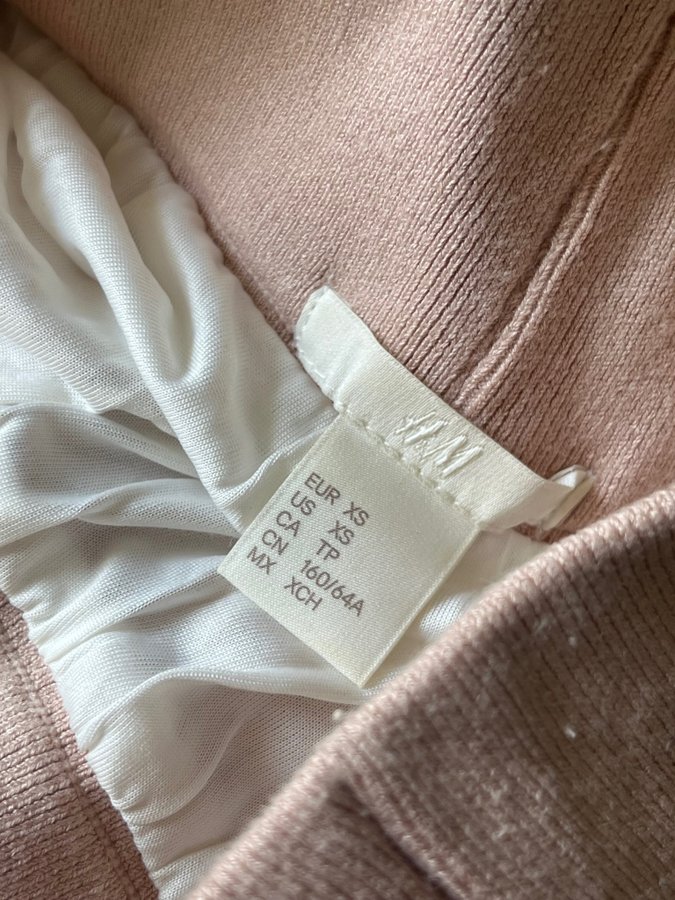 H&M
EUR XS
US XS
CA TP
CN 160/64A
MX XCH